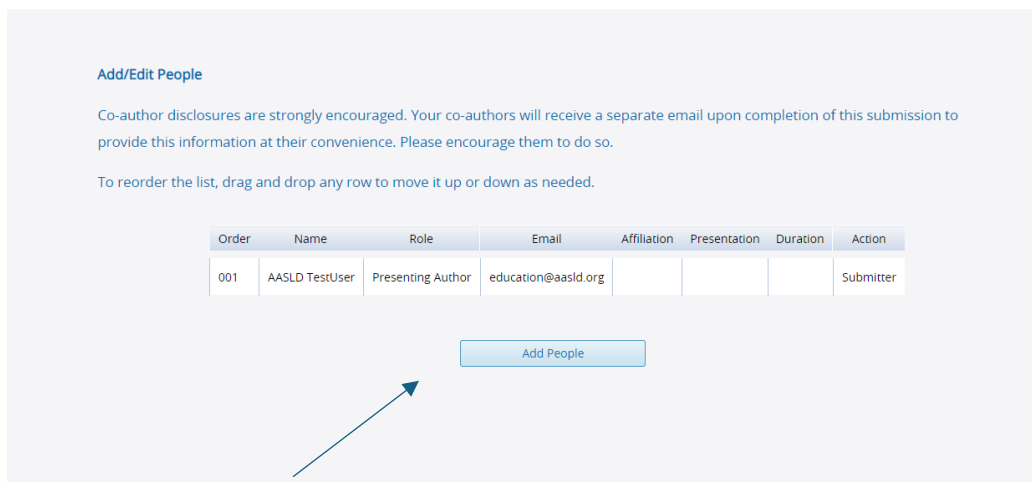 Add/Edit People
Co-author disclosures are strongly encouraged. Your co-authors will receive a separate email upon completion of this submission to
provide this information at their convenience. Please encourage them to do so.
To reorder the list, drag and drop any row to move it up or down as needed.
Order Name Role Email Affiliation Presentation Duration Action
001 AASLD TestUser Presenting Author education@aasld.org Submitter
Add People